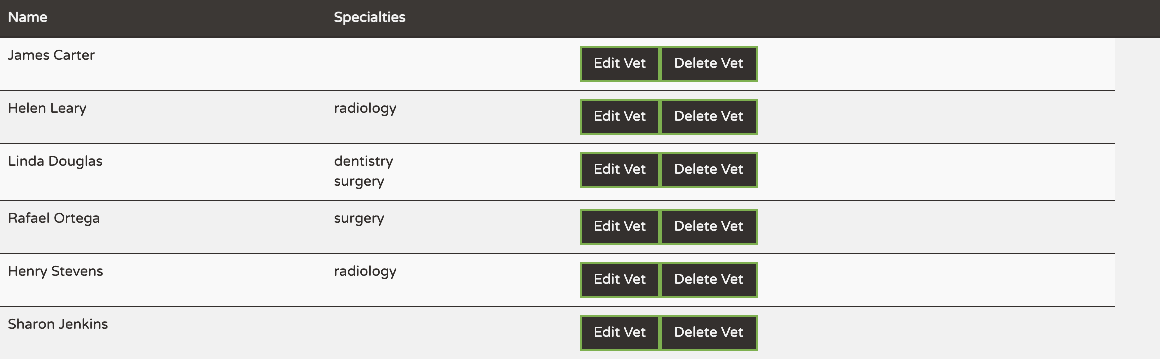 Name Specialties
James Carter Edit Vet Delete Vet
Helen Leary radiology Edit Vet Delete Vet
Linda Douglas dentistry Edit Vet Delete Vet
surgery
Rafael Ortega surgery Edit Vet Delete Vet
Henry Stevens radiology Edit Vet Delete Vet
Sharon Jenkins Edit Vet Delete Vet